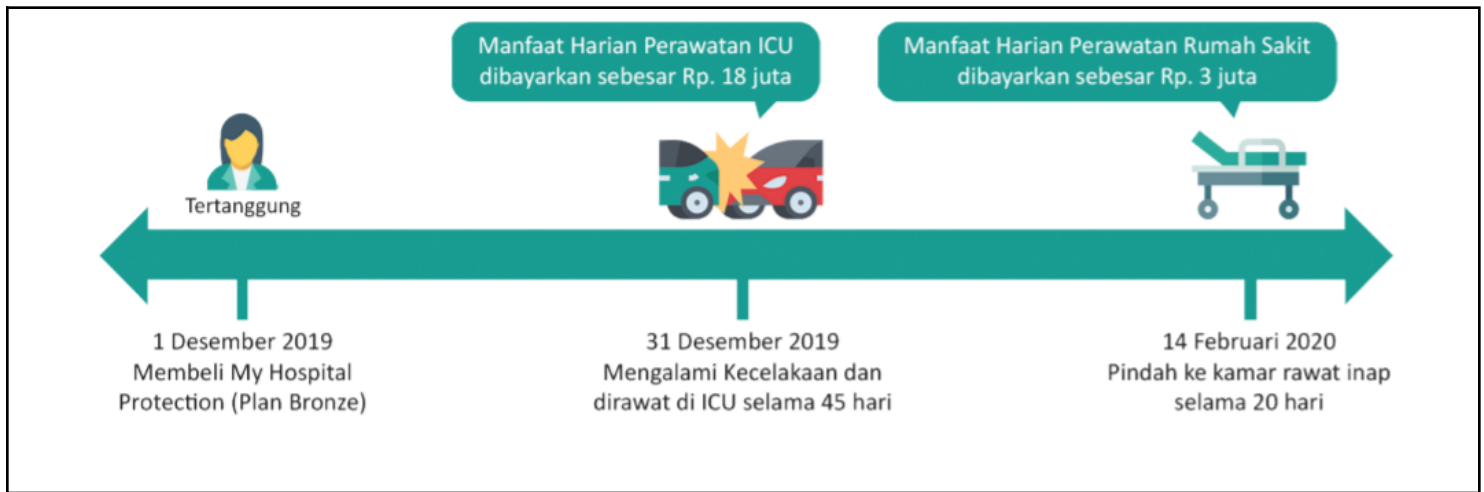 Manfaat Harian Perawatan ICU
dibayarkan sebesar Rp. 18 juta
Manfaat Harian Perawatan Rumah Sakit
dibayarkan sebesar Rp. 3 juta
Tertanggung
1 Desember 2019
Membeli My Hospital
Protection (Plan Bronze)
31 Desember 2019
Mengalami Kecelakaan dan
dirawat di ICU selama 45 hari
14 Februari 2020
Pindah ke kamar rawat inap
selama 20 hari